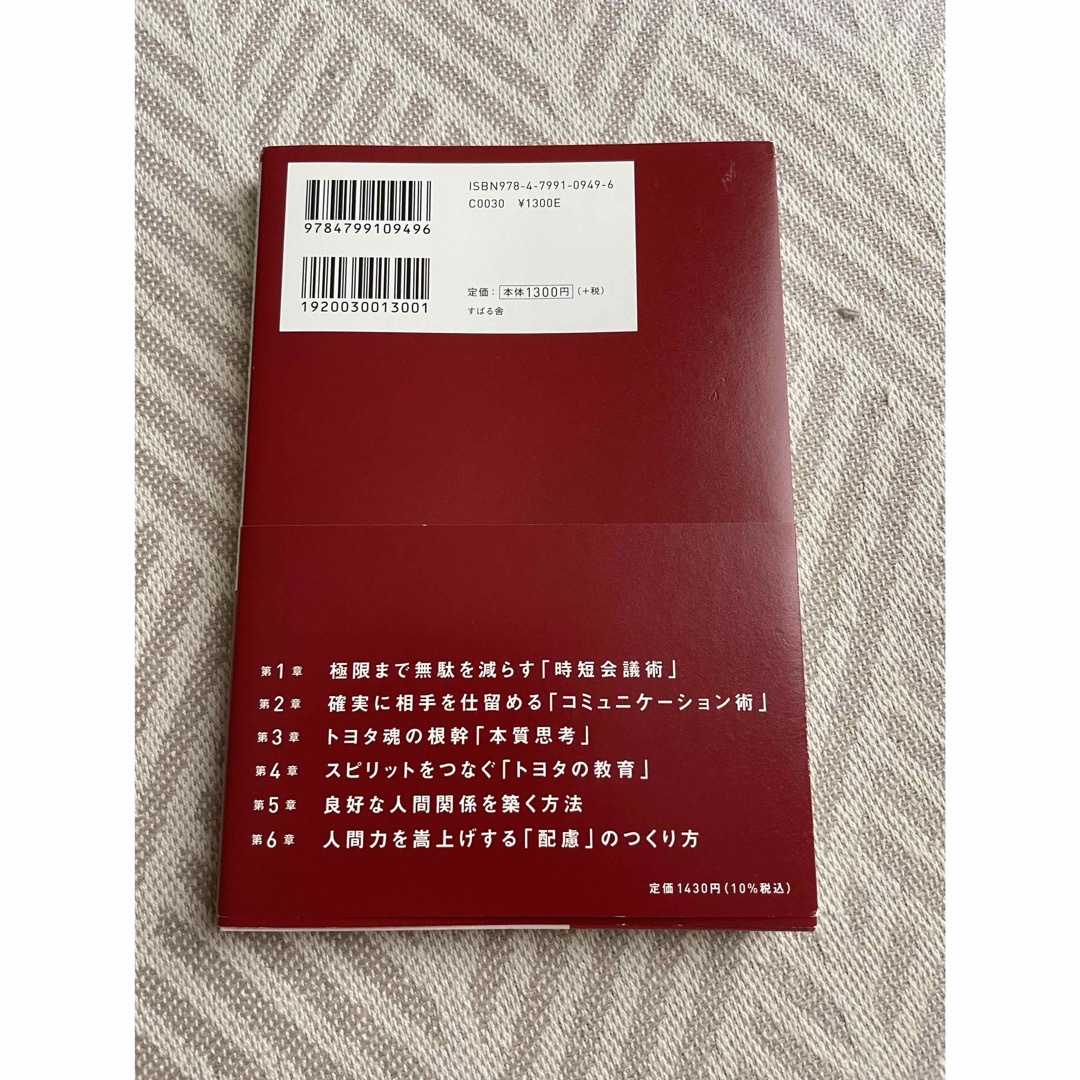 ISBN978-4-7991-0949-6
C0030 ¥1300E
9784799109496
1920030013001
定価：本体1300円（+税）
すばる舎
第1章 極限まで無駄を減らす「時短会議術」
第2章 確実に相手を仕留める「コミュニケーション術」
第3章 トヨタ魂の根幹「本質思考」
第4章 スピリットをつなぐ「トヨタの教育」
第5章 良好な人間関係を築く方法
第6章 人間力を嵩上げする「配慮」のつくり方
定価1430円（10%税込）